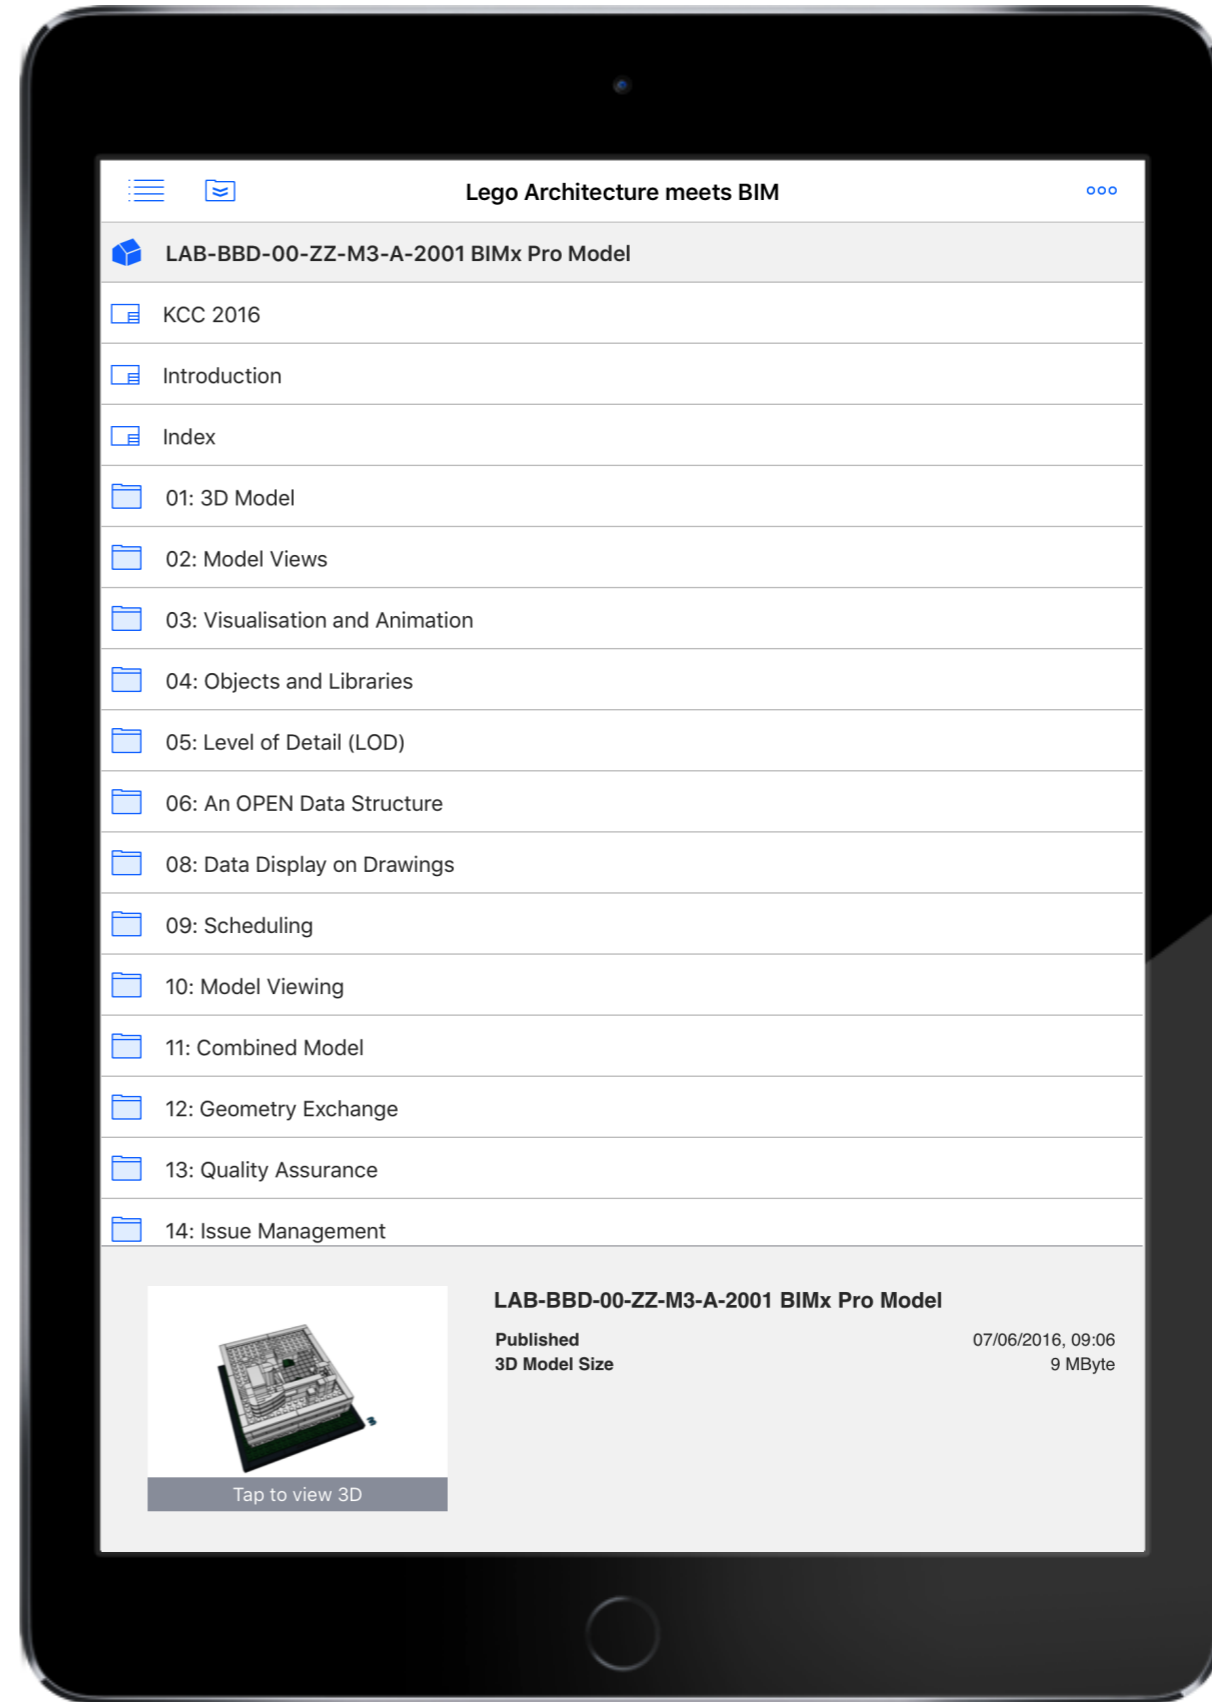 Lego Architecture meets BIM
LAB-BBD-00-ZZ-M3-A-2001 BIMx Pro Model
KCC 2016
Introduction
Index
01: 3D Model
02: Model Views
03: Visualisation and Animation
04: Objects and Libraries
05: Level of Detail (LOD)
06: An OPEN Data Structure
08: Data Display on Drawings
09: Scheduling
10: Model Viewing
11: Combined Model
12: Geometry Exchange
13: Quality Assurance
14: Issue Management
LAB-BBD-00-ZZ-M3-A-2001 BIMx Pro Model
Published 07/06/2016, 09:06
3D Model Size 9 MByte
Tap to view 3D